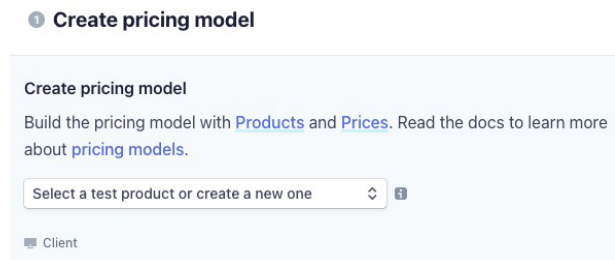 1 Create pricing model
Create pricing model
Build the pricing model with Products and Prices. Read the docs to learn more
about pricing models.
Select a test product or create a new one
Client